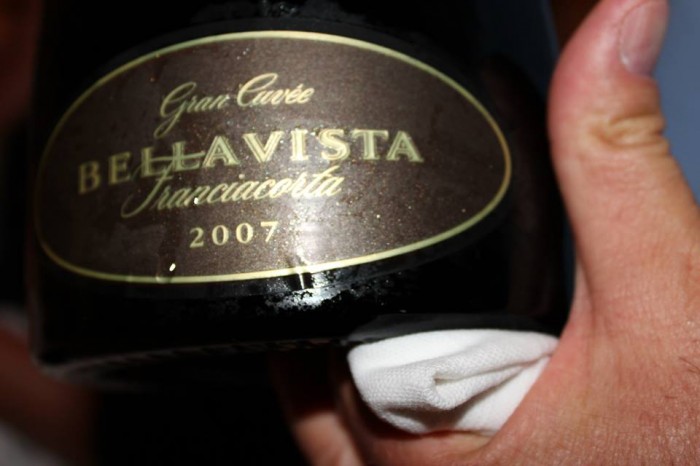 Gran Cuvée
BELLAVISTA
Franciacorta
2007